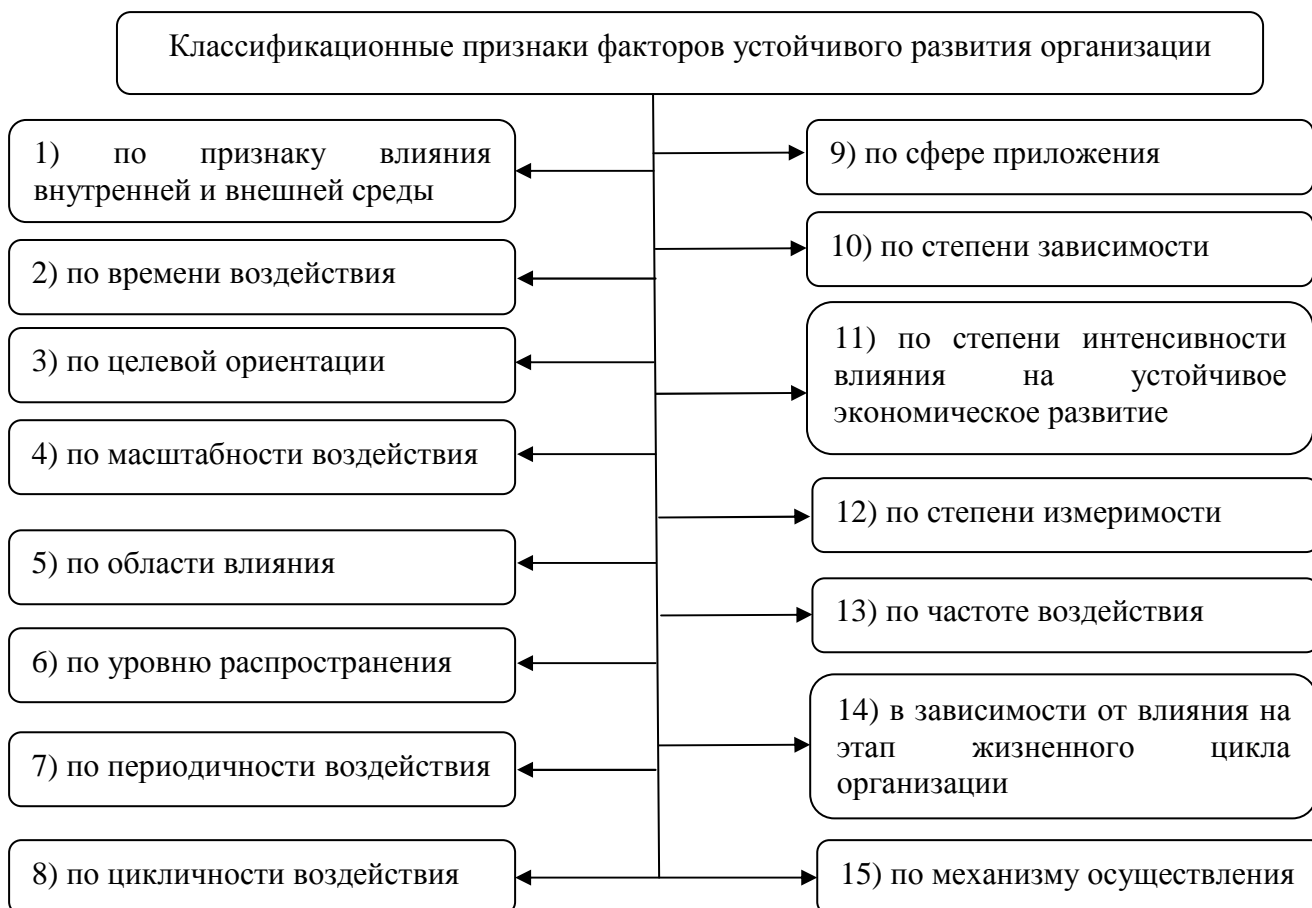 Классификационные признаки факторов устойчивого развития организации
1) по признаку влияния
внутренней и внешней среды
2) по времени воздействия
3) по целевой ориентации
4) по масштабности воздействия
5) по области влияния
6) по уровню распространения
7) по периодичности воздействия
8) по цикличности воздействия
9) по сфере приложения
10) по степени зависимости
11) по степени интенсивности
влияния на устойчивое
экономическое развитие
12) по степени измеримости
13) по частоте воздействия
14) в зависимости от влияния на
этап жизненного цикла
организации
15) по механизму осуществления